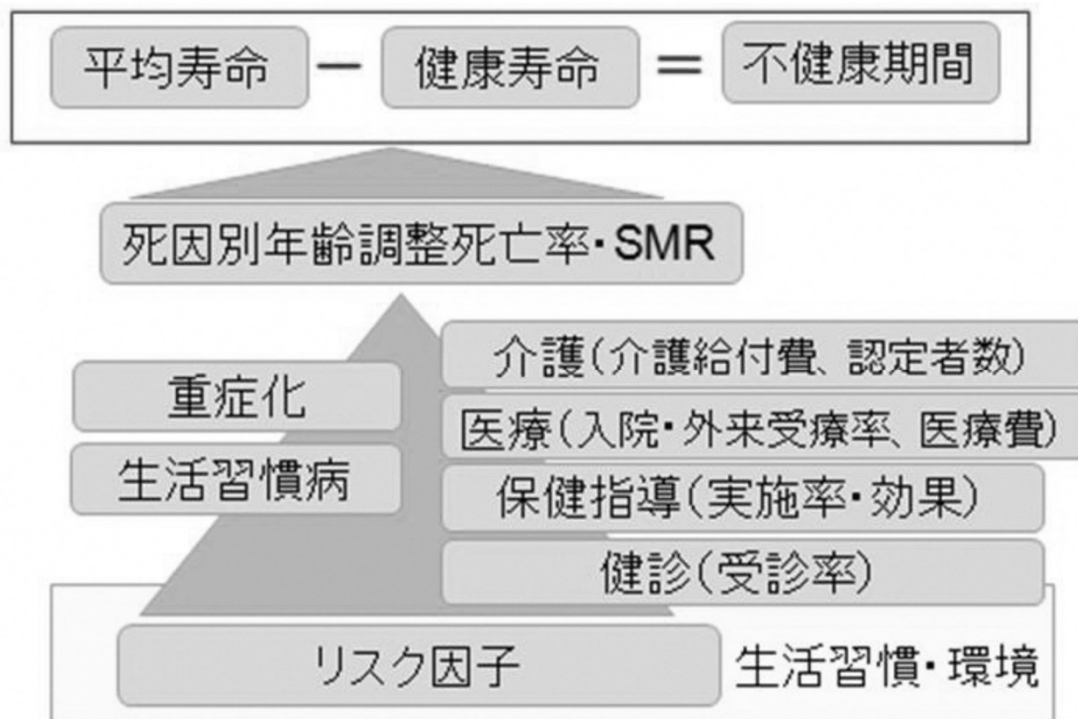 平均寿命 − 健康寿命 = 不健康期間
死因別年齢調整死亡率・SMR
介護(介護給付費、認定者数)
重症化
医療(入院・外来受療率、医療費)
生活習慣病
保健指導(実施率・効果)
健診(受診率)
リスク因子 生活習慣・環境